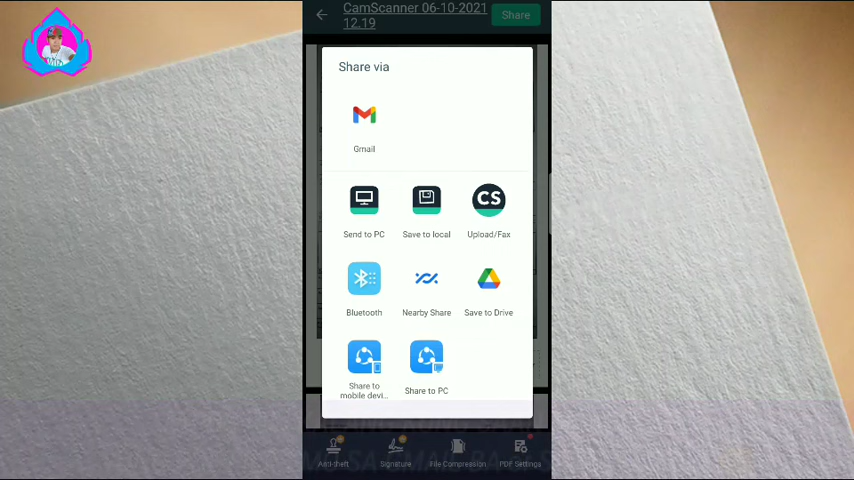 CamScanner 06-10-2021
12.19
Share
Share via
Gmail
Send to PC
Save to local
Upload/Fax
CS
Bluetooth
Nearby Share
Save to Drive
Share to
mobile devi...
Share to PC
Anti-theft
Signature
File Compression
PDF Settings